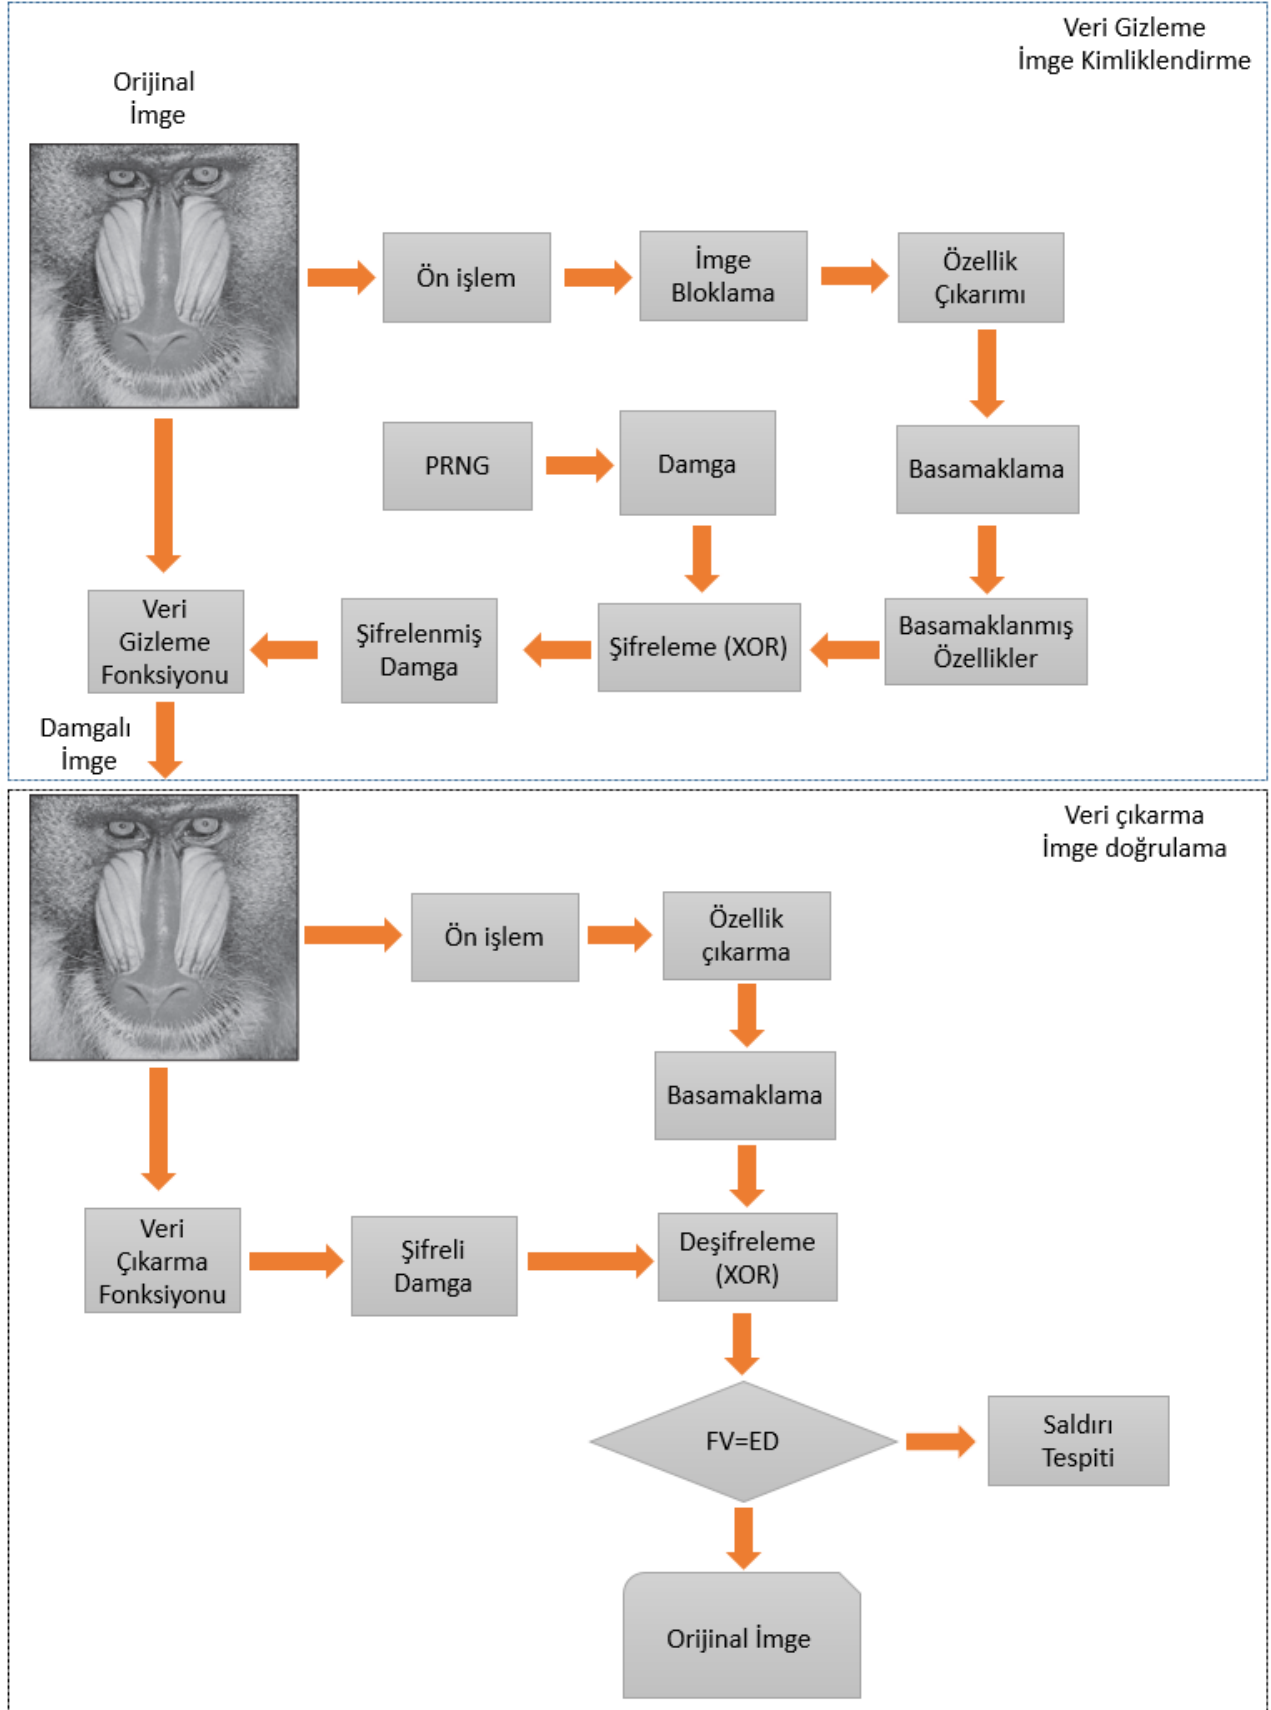 Veri Gizleme
İmge Kimliklendirme
Orijinal
İmge
Ön işlem
İmge
Bloklama
Özellik
Çıkarımı
PRNG
Damga
Basamaklama
Veri
Gizleme
Fonksiyonu
Şifrelenmiş
Damga
Şifreleme (XOR)
Basamaklanmış
Özellikler
Damgalı
İmge
Veri çıkarma
İmge doğrulama
Ön işlem
Özellik
çıkarma
Basamaklama
Veri
Çıkarma
Fonksiyonu
Şifreli
Damga
Deşifreleme
(XOR)
FV=ED
Saldırı
Tespiti
Orijinal İmge